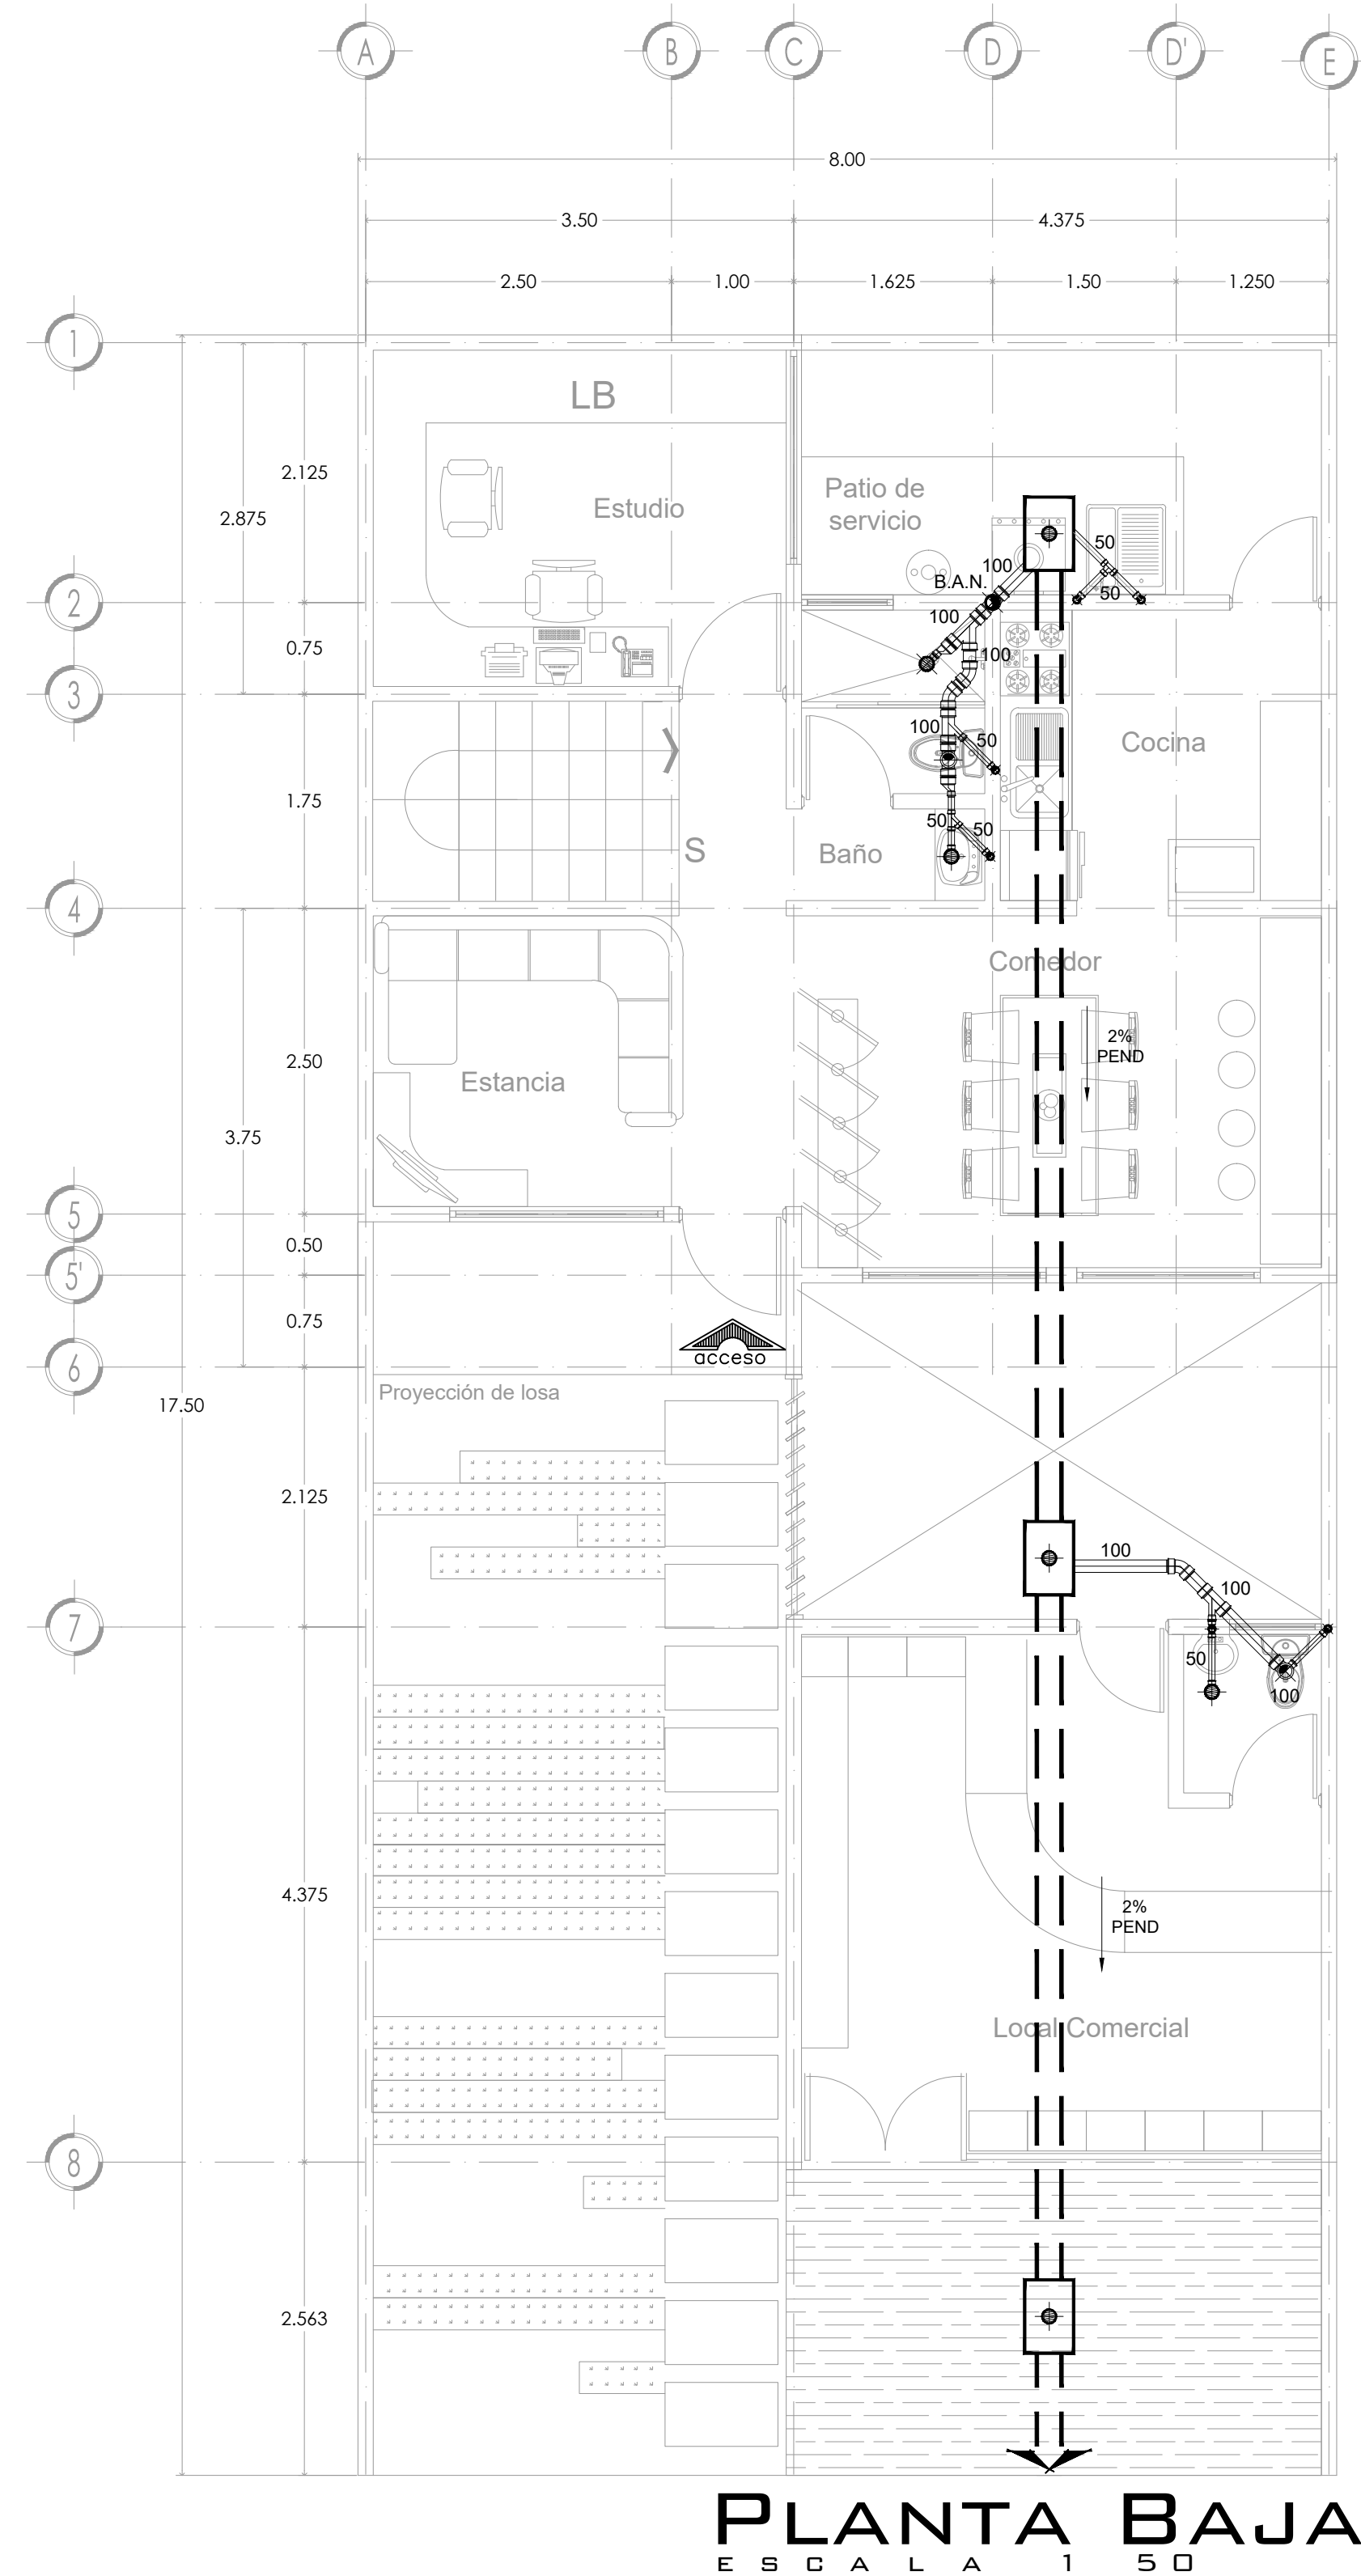 A B C D D' E
8.00
3.50 4.375
2.50 1.00 1.625 1.50 1.250
1
LB
2.125
Patio de
servicio
Estudio
2.875
50
100
B.A.N.
50
2
100
0.75
100
3
100
50
Cocina
1.75
50
50
S
Baño
4
Comedor
2%
PEND
2.50
Estancia
3.75
5
0.50
5'
0.75
acceso
6
Proyección de losa
17.50
2.125
100
100
7
50
100
4.375
2%
PEND
Local Comercial
8
2.563
PLANTA BAJA
ESCALA 1 50